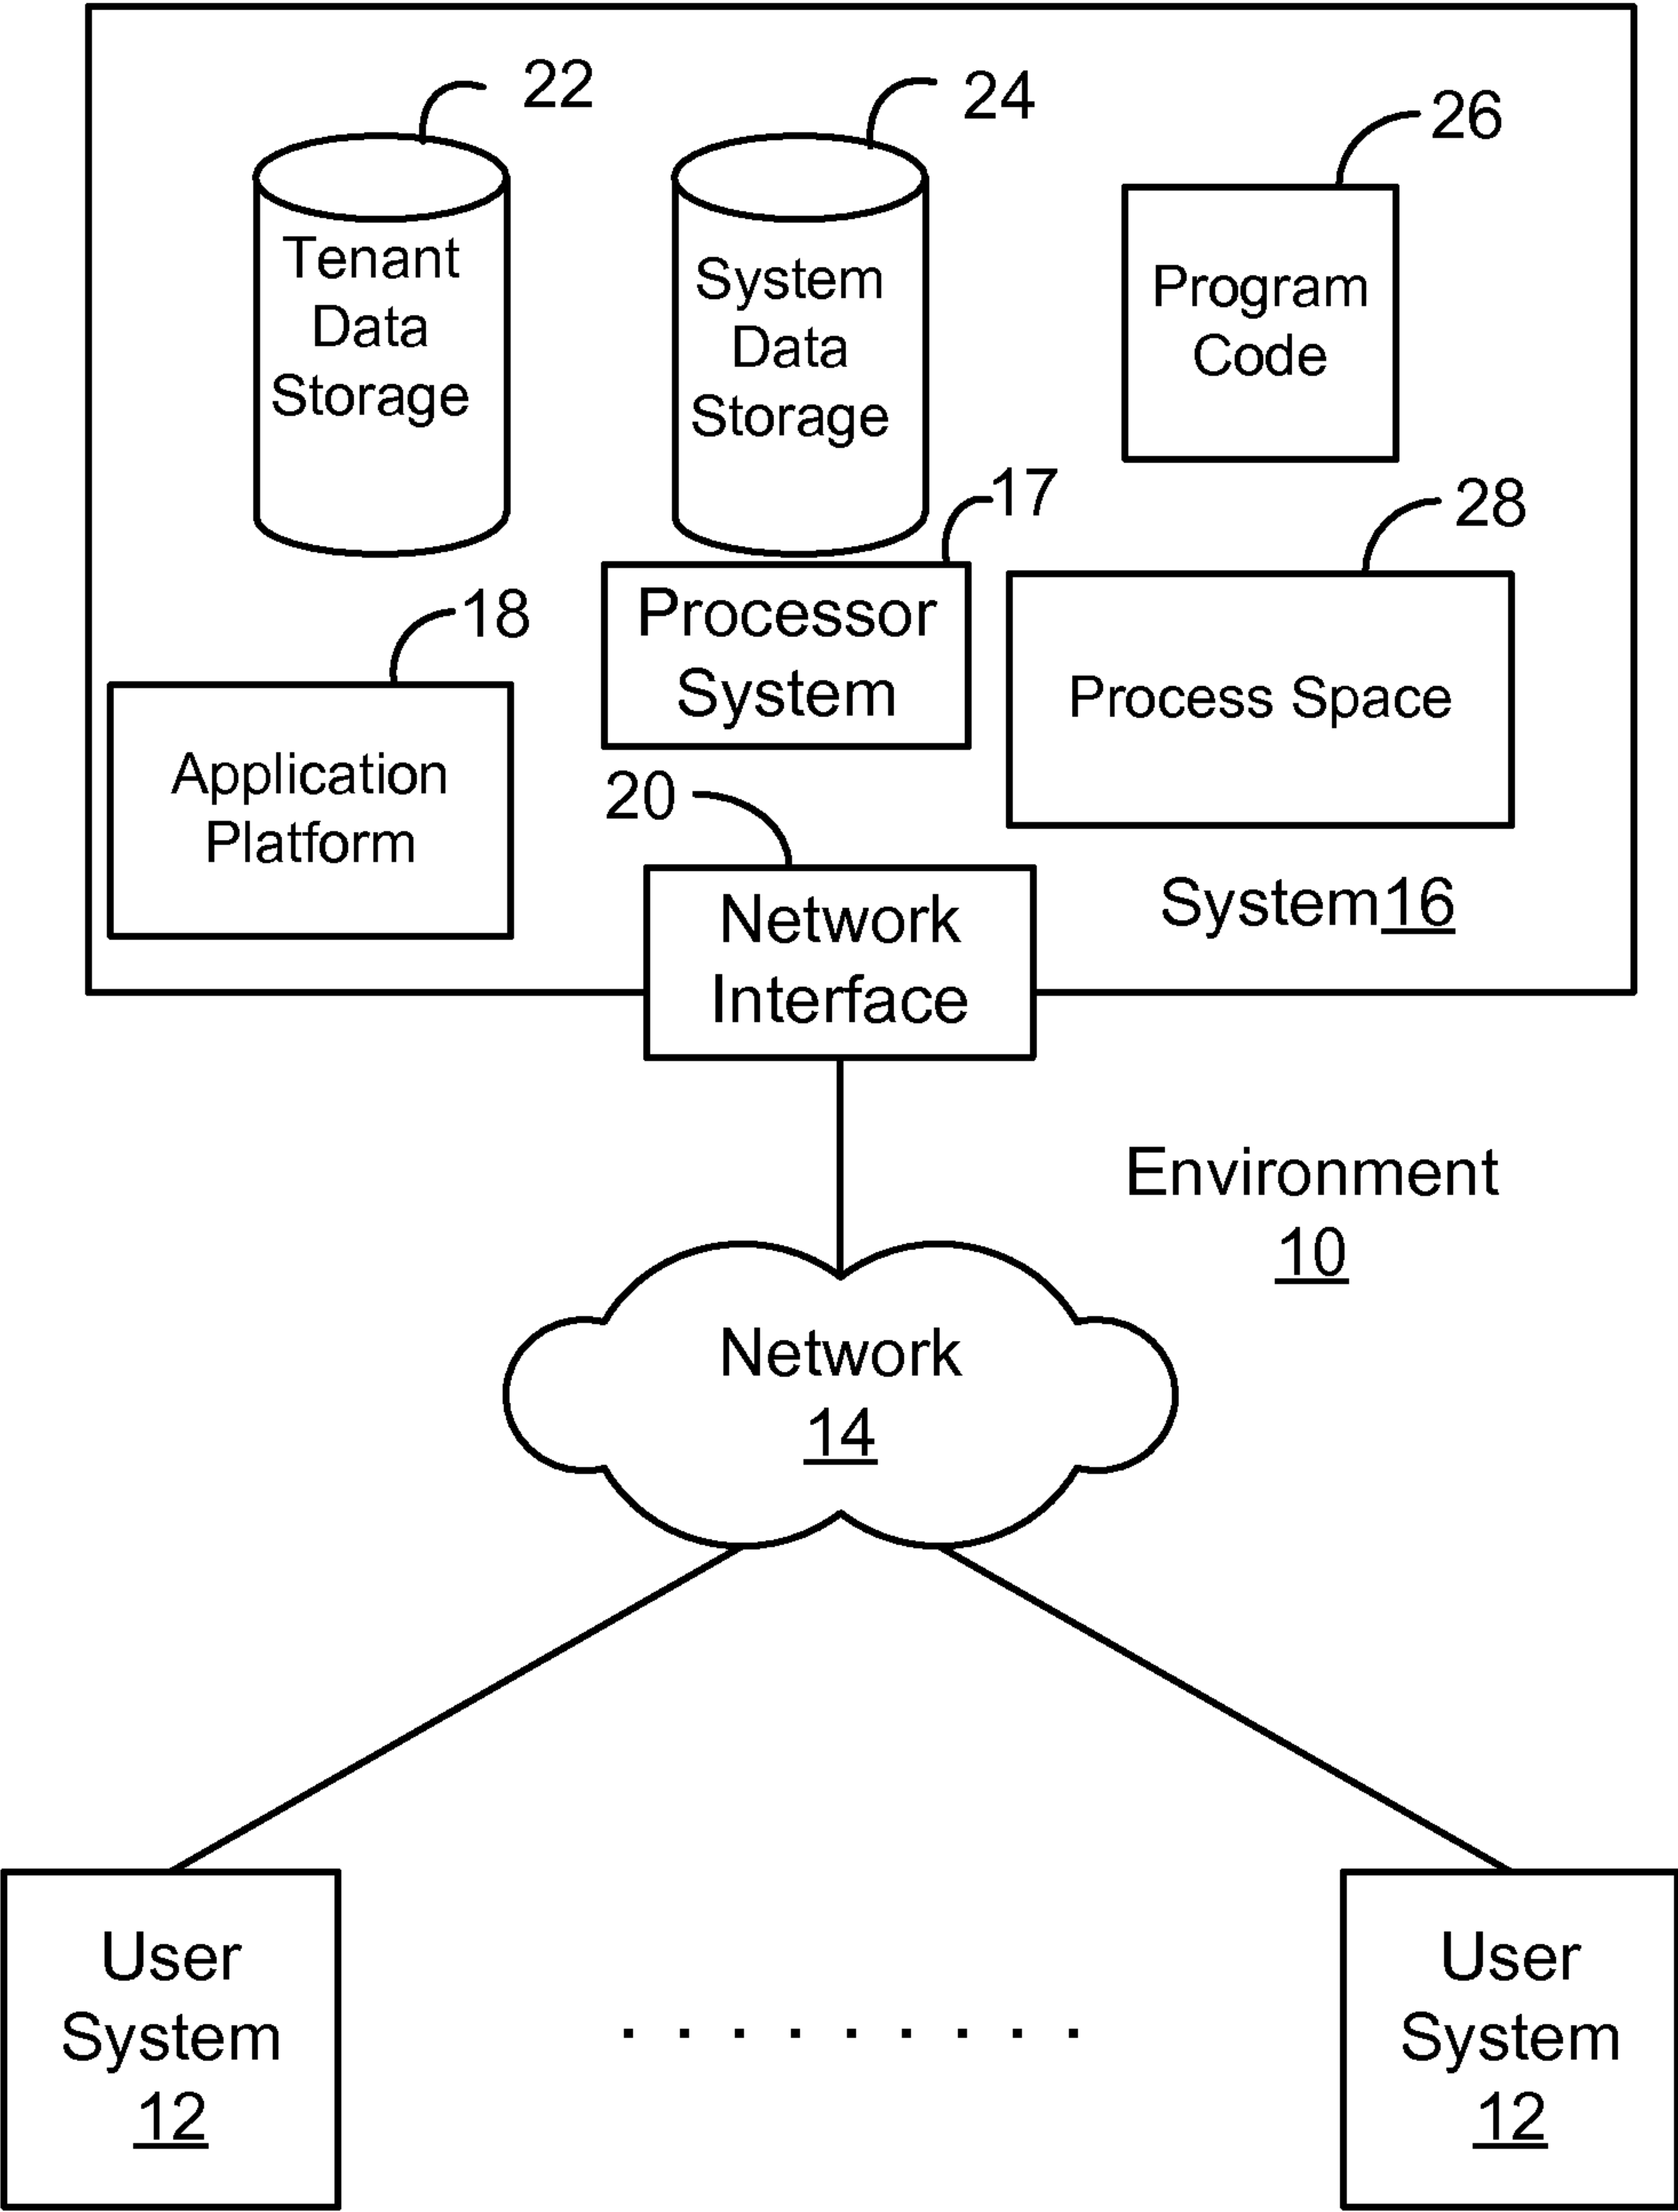 22
24
26
Tenant
Data
Storage
System
Data
Storage
Program
Code
17
28
18
Processor
System
Process Space
Application
Platform
20
Network
Interface
System16
Environment
10
Network
14
User
System
12
. . . . . . . . .
User
System
12